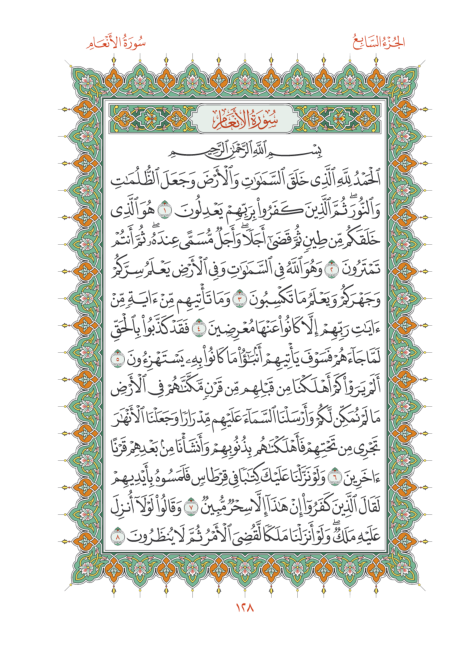 سُورَةُ الأَنْعَامِ
الجُزْءُ السَّابِعُ
سُورَةُ الأَنْعَامِ
بِسْمِ ٱللَّهِ ٱلرَّحْمَٰنِ ٱلرَّحِيمِ
ٱلْحَمْدُ لِلَّهِ ٱلَّذِى خَلَقَ ٱلسَّمَٰوَٰتِ وَٱلْأَرْضَ وَجَعَلَ ٱلظُّلُمَٰتِ
وَٱلنُّورَۖ ثُمَّ ٱلَّذِينَ كَفَرُوا۟ بِرَبِّهِمْ يَعْدِلُونَ ١ هُوَ ٱلَّذِى
خَلَقَكُم مِّن طِينٍ ثُمَّ قَضَىٰٓ أَجَلًاۖ وَأَجَلٌ مُّسَمًّى عِندَهُۥۖ ثُمَّ أَنتُمْ
تَمْتَرُونَ ٢ وَهُوَ ٱللَّهُ فِى ٱلسَّمَٰوَٰتِ وَفِى ٱلْأَرْضِ يَعْلَمُ سِرَّكُمْ
وَجَهْرَكُمْ وَيَعْلَمُ مَا تَكْسِبُونَ ٣ وَمَا تَأْتِيهِم مِّنْ ءَايَةٍ مِّنْ
ءَايَٰتِ رَبِّهِمْ إِلَّا كَانُوا۟ عَنْهَا مُعْرِضِينَ ٤ فَقَدْ كَذَّبُوا۟ بِٱلْحَقِّ
لَمَّا جَآءَهُمْۖ فَسَوْفَ يَأْتِيهِمْ أَنۢبَٰٓؤُا۟ مَا كَانُوا۟ بِهِۦ يَسْتَهْزِءُونَ ٥
أَلَمْ يَرَوْا۟ كَمْ أَهْلَكْنَا مِن قَبْلِهِم مِّن قَرْنٍ مَّكَّنَّٰهُمْ فِى ٱلْأَرْضِ
مَا لَمْ نُمَكِّن لَّكُمْ وَأَرْسَلْنَا ٱلسَّمَآءَ عَلَيْهِم مِّدْرَارًا وَجَعَلْنَا ٱلْأَنْهَٰرَ
تَجْرِى مِن تَحْتِهِمْ فَأَهْلَكْنَٰهُم بِذُنُوبِهِمْ وَأَنشَأْنَا مِنۢ بَعْدِهِمْ قَرْنًا
ءَاخَرِينَ ٦ وَلَوْ نَزَّلْنَا عَلَيْكَ كِتَٰبًا فِى قِرْطَاسٍ فَلَمَسُوهُ بِأَيْدِيهِمْ
لَقَالَ ٱلَّذِينَ كَفَرُوٓا۟ إِنْ هَٰذَآ إِلَّا سِحْرٌ مُّبِينٌ ٧ وَقَالُوا۟ لَوْلَآ أُنزِلَ
عَلَيْهِ مَلَكٌۖ وَلَوْ أَنزَلْنَا مَلَكًا لَّقُضِىَ ٱلْأَمْرُ ثُمَّ لَا يُنظَرُونَ ٨
١٢٨